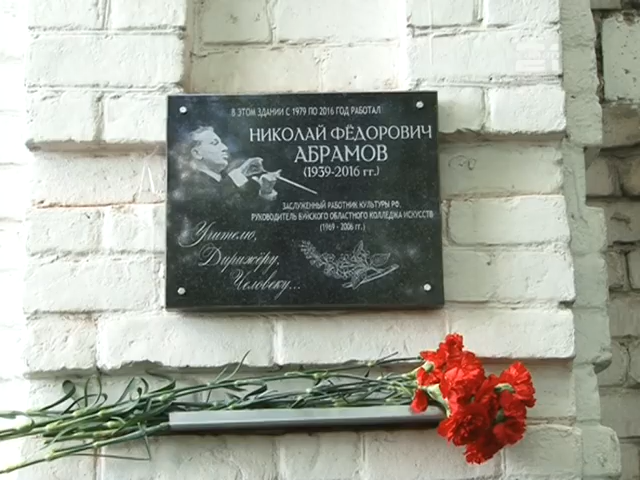 В ЭТОМ ЗДАНИИ С 1979 ПО 2016 ГОД РАБОТАЛ
НИКОЛАЙ ФЁДОРОВИЧ
АБРАМОВ
(1939-2016 гг.)
ЗАСЛУЖЕННЫЙ РАБОТНИК КУЛЬТУРЫ РФ,
РУКОВОДИТЕЛЬ БУЙСКОГО ОБЛАСТНОГО КОЛЛЕДЖА ИСКУССТВ
(1969 - 2006 гг.)
Учителю,
Дирижёру,
Человеку...